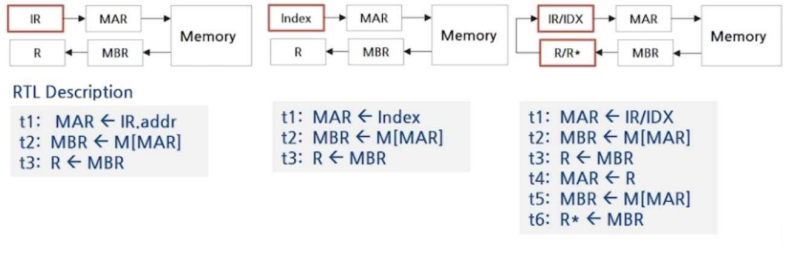 IR
MAR
Memory
R
MBR
RTL Description
t1: MAR ← IR.addr
t2: MBR ← M[MAR]
t3: R ← MBR
Index
MAR
Memory
R
MBR
t1: MAR ← Index
t2: MBR ← M[MAR]
t3: R ← MBR
IR/IDX
MAR
Memory
R/R*
MBR
t1: MAR ← IR/IDX
t2: MBR ← M[MAR]
t3: R ← MBR
t4: MAR ← R
t5: MBR ← M[MAR]
t6: R* ← MBR